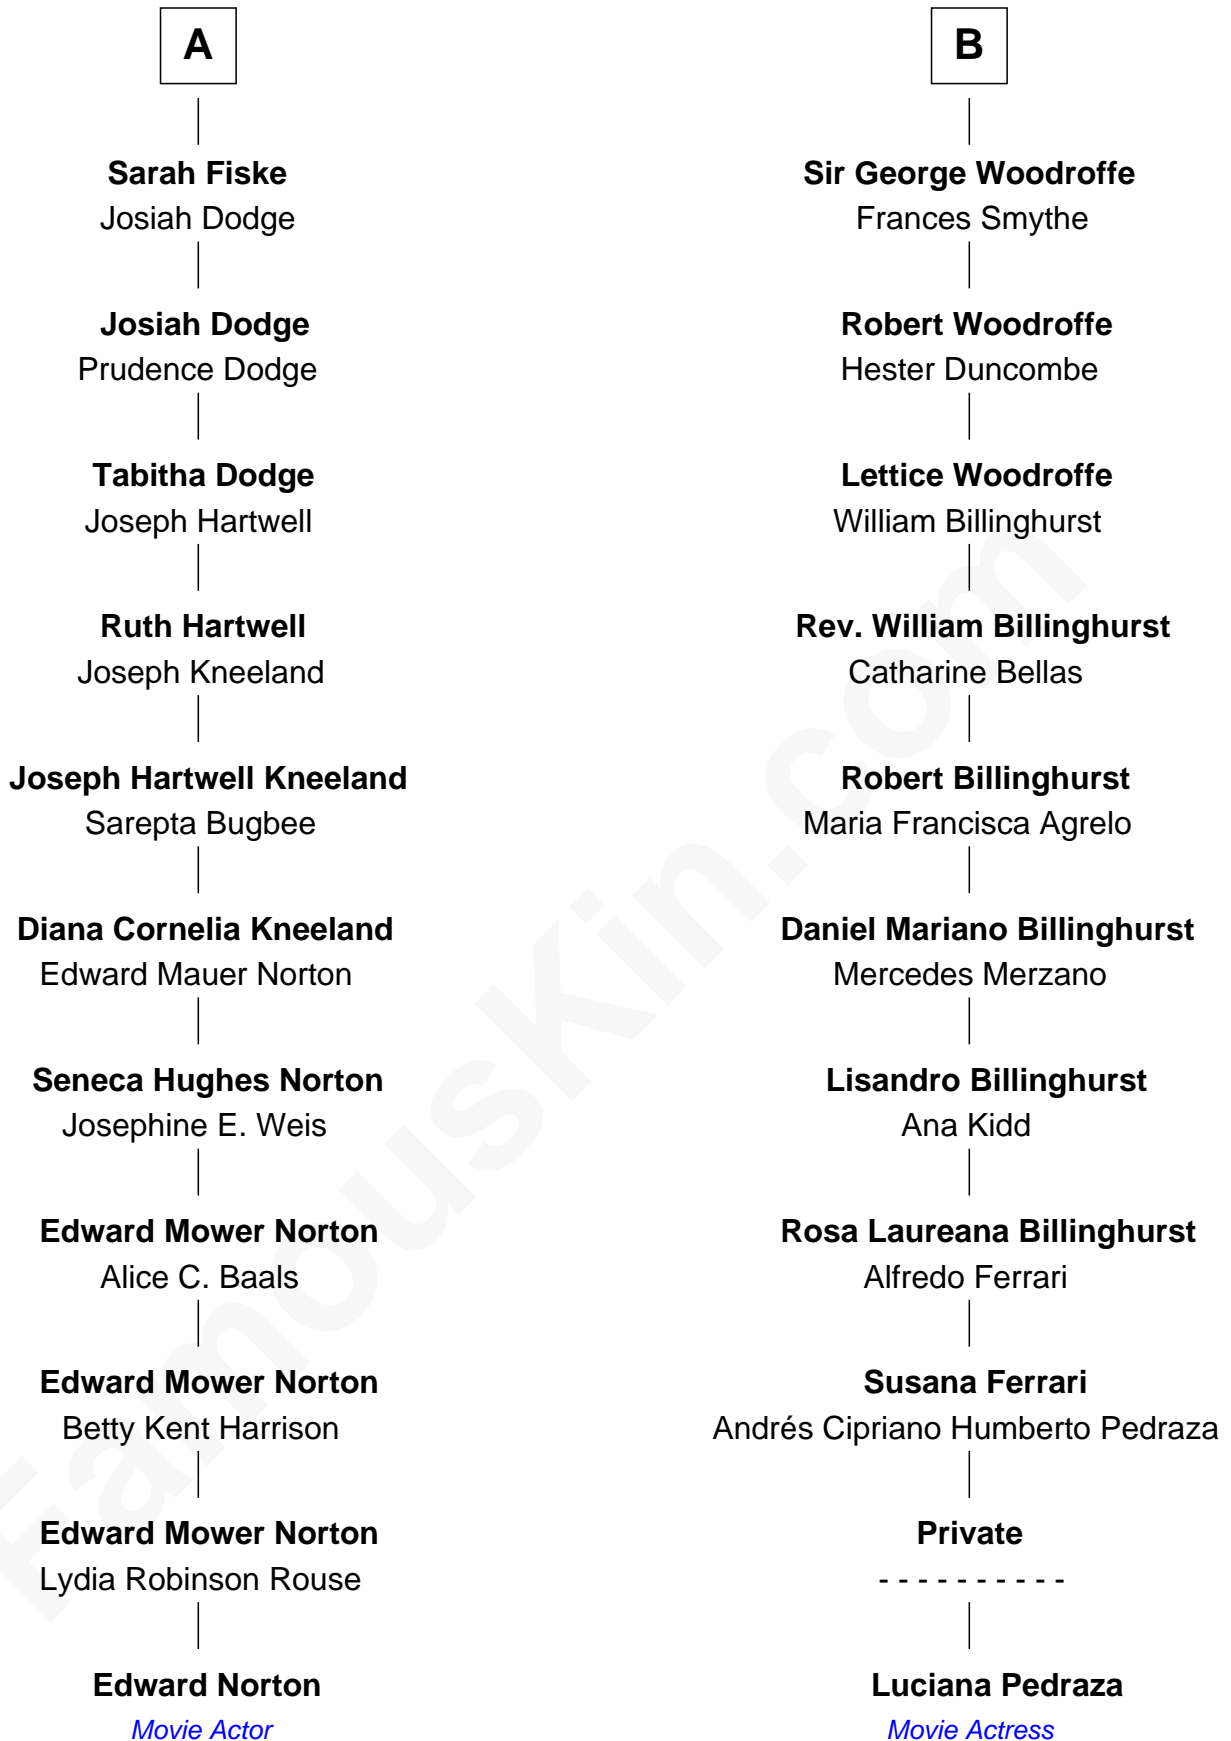 A
Sarah Fiske
Josiah Dodge
Josiah Dodge
Prudence Dodge
Tabitha Dodge
Joseph Hartwell
Ruth Hartwell
Joseph Kneeland
Joseph Hartwell Kneeland
Sarepta Bugbee
Diana Cornelia Kneeland
Edward Mauer Norton
Seneca Hughes Norton
Josephine E. Weis
Edward Mower Norton
Alice C. Baals
Edward Mower Norton
Betty Kent Harrison
Edward Mower Norton
Lydia Robinson Rouse
Edward Norton
Movie Actor
B
Sir George Woodroffe
Frances Smythe
Robert Woodroffe
Hester Duncombe
Lettice Woodroffe
William Billinghurst
Rev. William Billinghurst
Catharine Bellas
Robert Billinghurst
Maria Francisca Agrelo
Daniel Mariano Billinghurst
Mercedes Merzano
Lisandro Billinghurst
Ana Kidd
Rosa Laureana Billinghurst
Alfredo Ferrari
Susana Ferrari
Andrés Cipriano Humberto Pedraza
Private
- - - - - - - - - -
Luciana Pedraza
Movie Actress
FamousKin.com